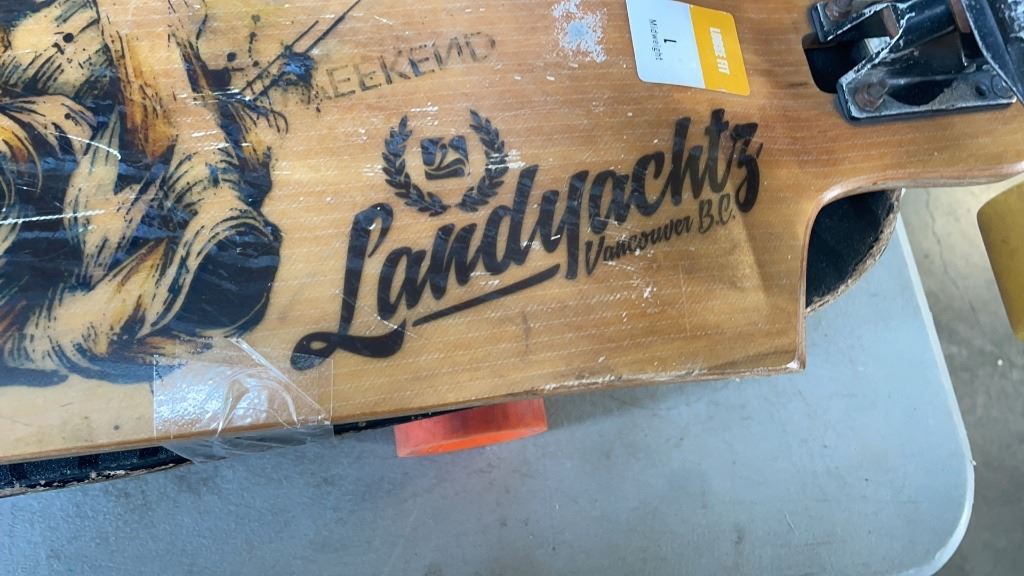 WEEKEND
L
Midweight
LOOSE FIT
Landyachtz
Vancouver B.C.